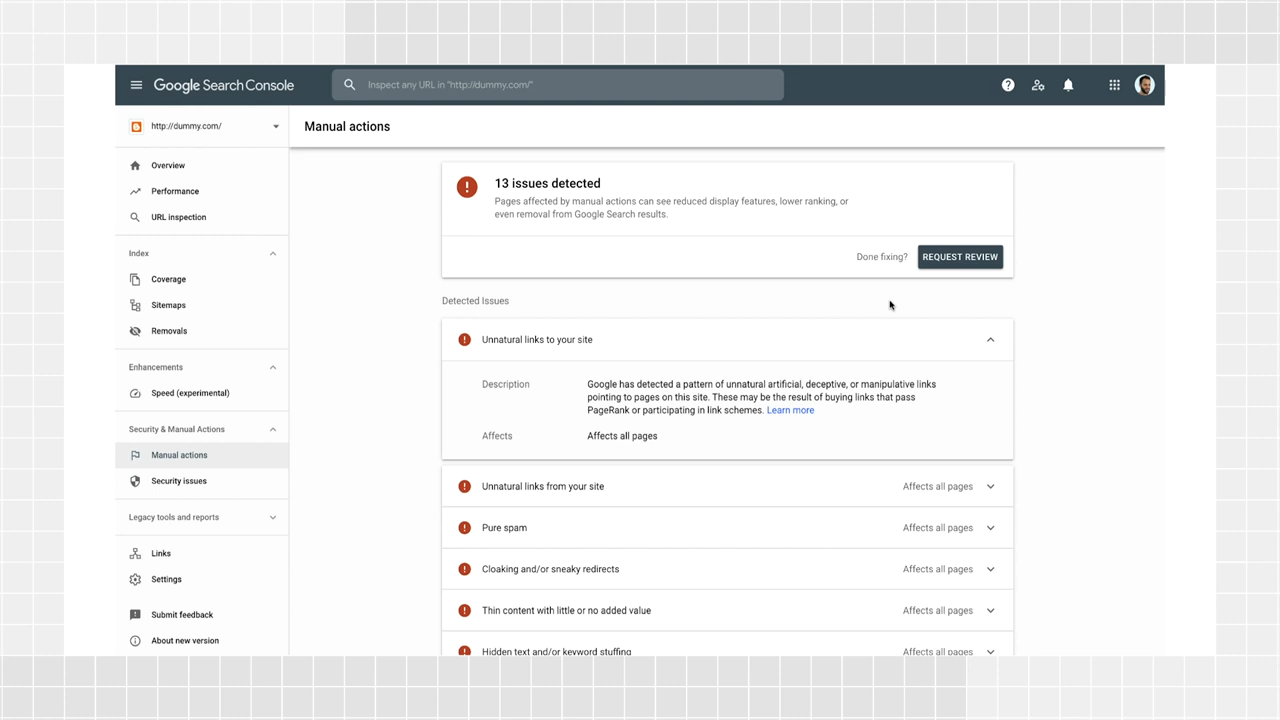 Google Search Console
Inspect any URL in "http://dummy.com/"
http://dummy.com/
Manual actions
Overview
Performance
URL inspection
Index
Coverage
Sitemaps
Removals
Enhancements
Speed (experimental)
Security & Manual Actions
Manual actions
Security issues
Legacy tools and reports
Links
Settings
Submit feedback
About new version
13 issues detected
Pages affected by manual actions can see reduced display features, lower ranking, or
even removal from Google Search results.
Done fixing? REQUEST REVIEW
Detected Issues
Unnatural links to your site
Description
Google has detected a pattern of unnatural artificial, deceptive, or manipulative links
pointing to pages on this site. These may be the result of buying links that pass
PageRank or participating in link schemes. Learn more
Affects
Affects all pages
Unnatural links from your site Affects all pages
Pure spam Affects all pages
Cloaking and/or sneaky redirects Affects all pages
Thin content with little or no added value Affects all pages
Hidden text and/or keyword stuffing Affects all pages